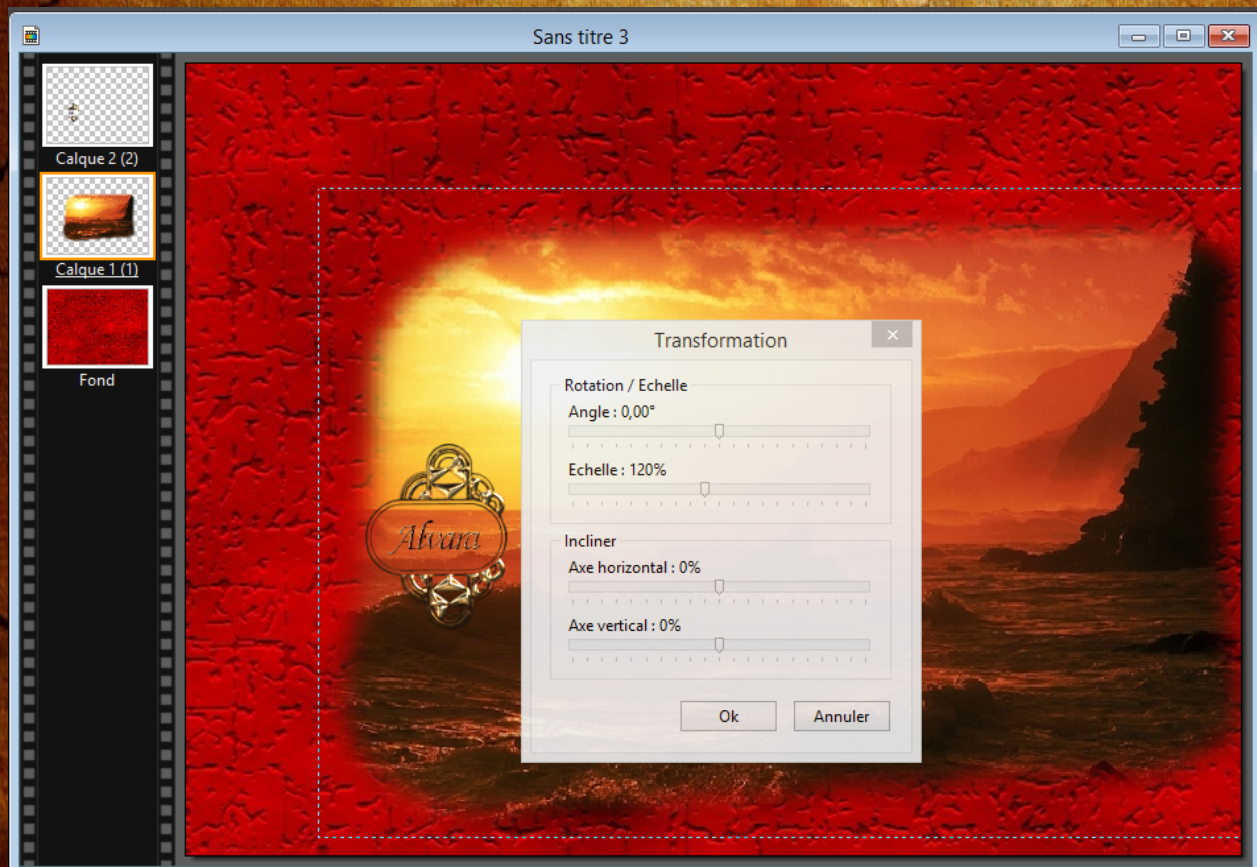 Sans titre 3
Calque 2 (2)
Calque 1 (1)
Fond
Alvara
Transformation
Rotation / Echelle
Angle : 0,00°
Echelle : 120%
Incliner
Axe horizontal : 0%
Axe vertical : 0%
Ok
Annuler